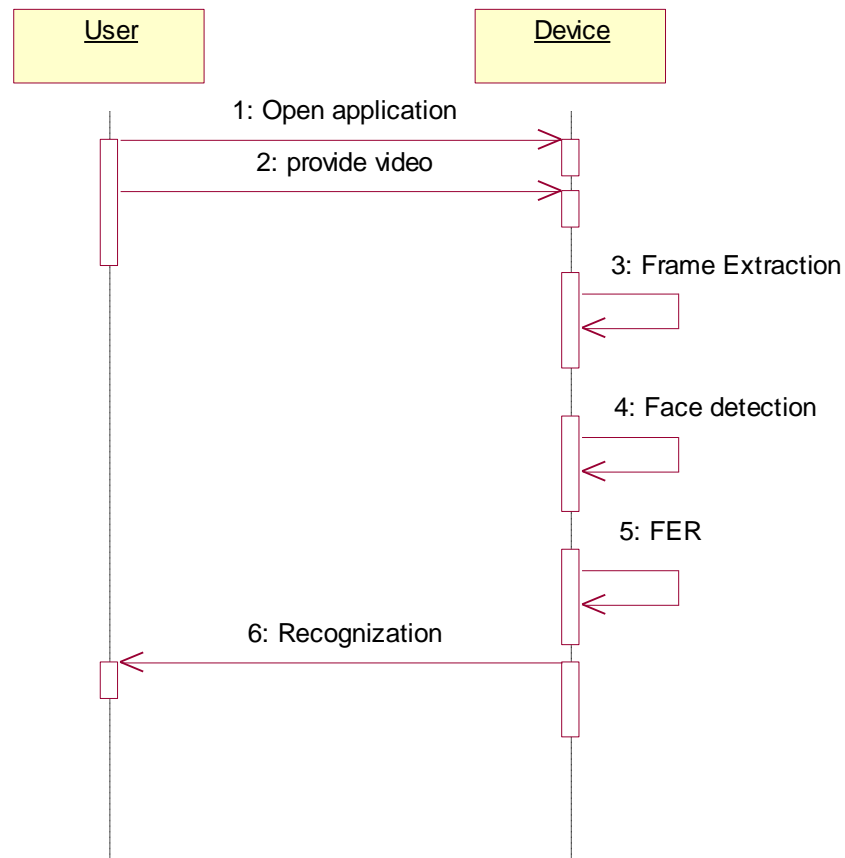 User
Device
1: Open application
2: provide video
3: Frame Extraction
4: Face detection
5: FER
6: Recognization